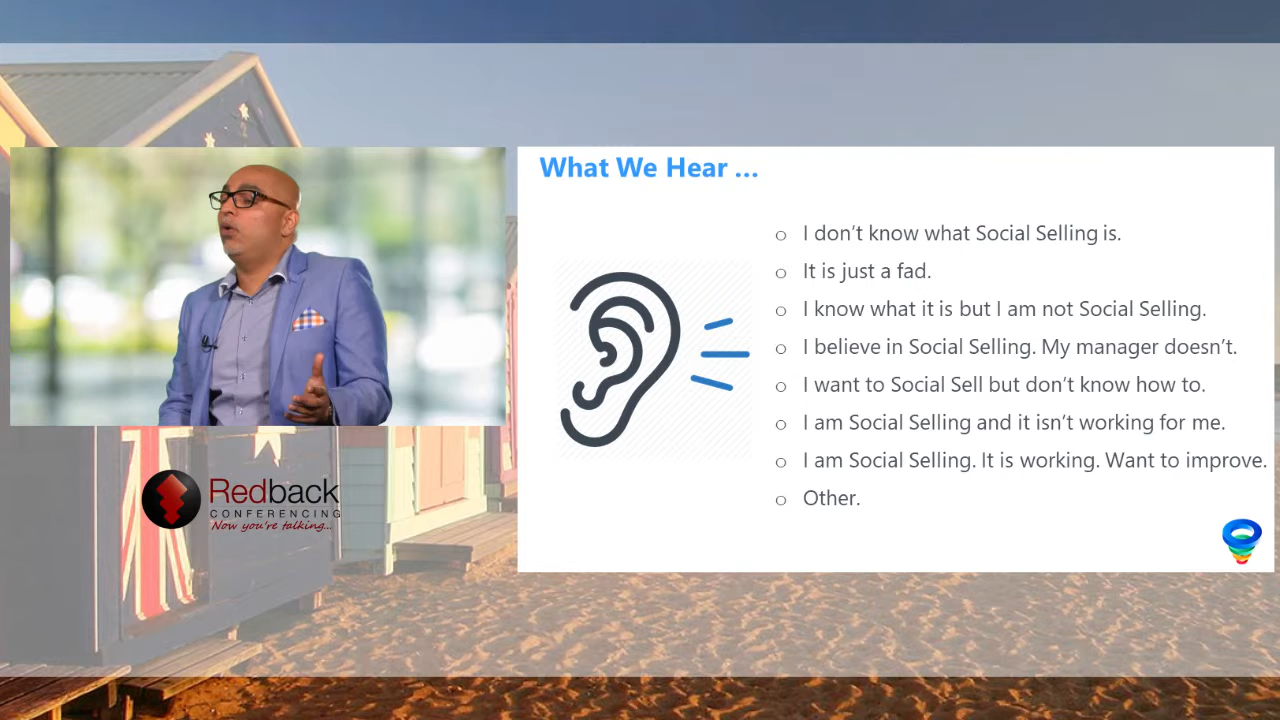 What We Hear ...
I don't know what Social Selling is.
It is just a fad.
I know what it is but I am not Social Selling.
I believe in Social Selling. My manager doesn't.
I want to Social Sell but don't know how to.
I am Social Selling and it isn't working for me.
I am Social Selling. It is working. Want to improve.
Other.
Redback
CONFERENCING
Now you're talking...